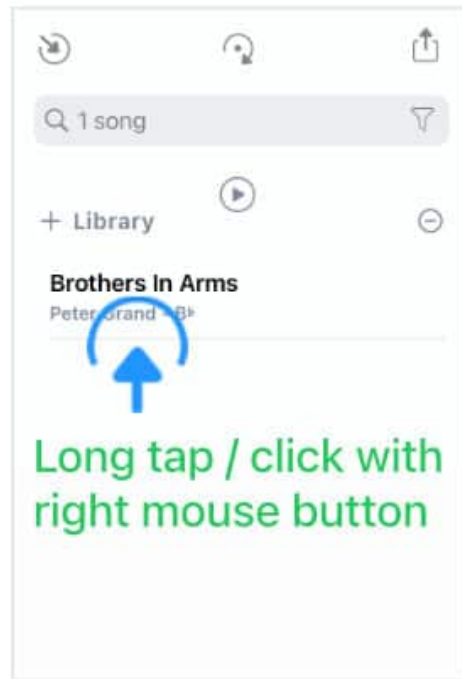 1 song
+ Library
Brothers In Arms
Peter Grand - B♭
Long tap / click with
right mouse button